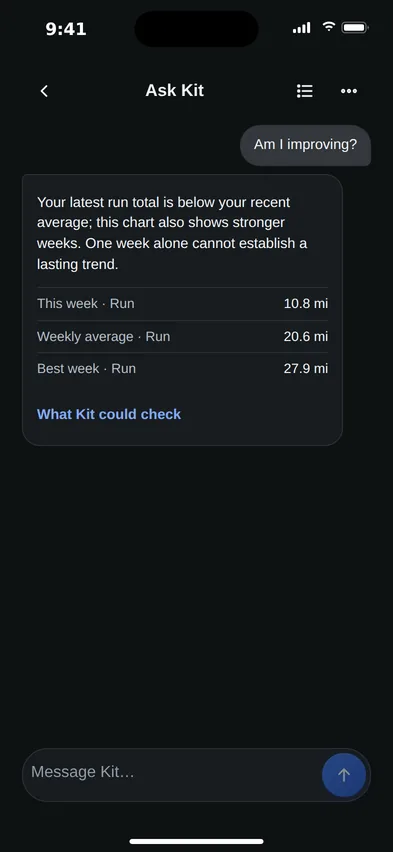 9:41
Ask Kit
Am I improving?
Your latest run total is below your recent
average; this chart also shows stronger
weeks. One week alone cannot establish a
lasting trend.
This week · Run 10.8 mi
Weekly average · Run 20.6 mi
Best week · Run 27.9 mi
What Kit could check
Message Kit…